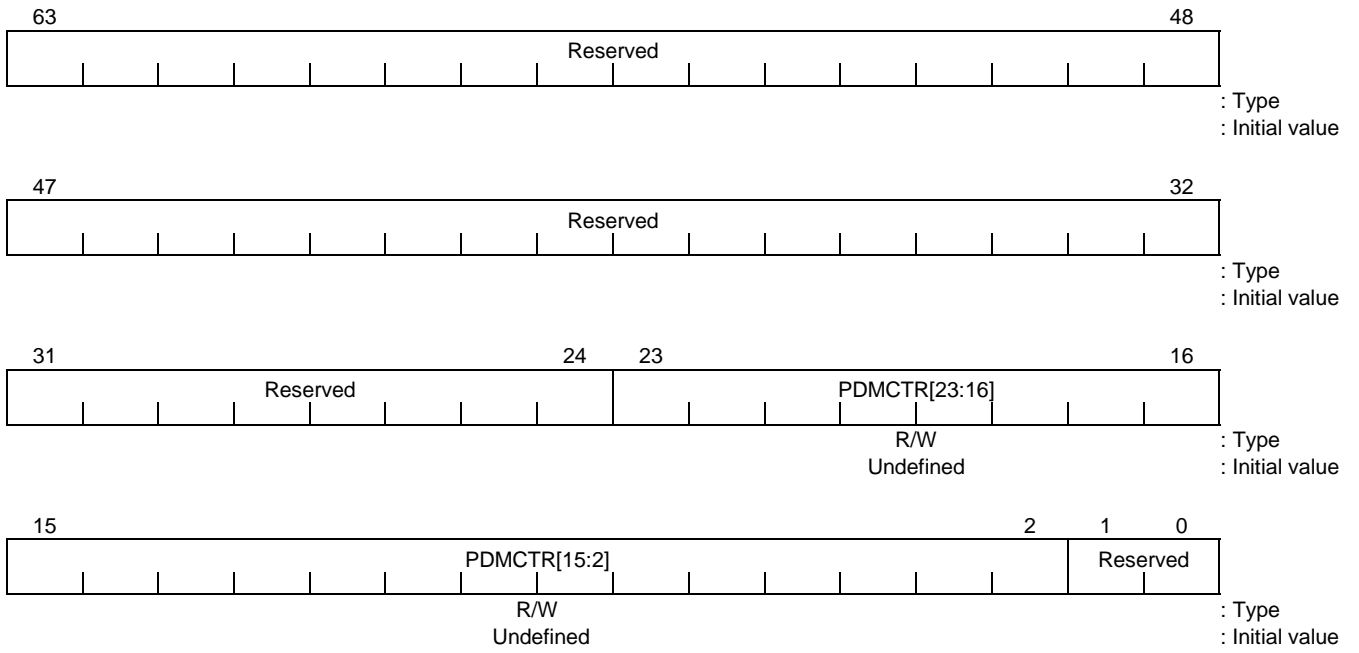 63 48
Reserved
: Type
: Initial value
47 32
Reserved
: Type
: Initial value
31 24 23 16
Reserved PDMCTR[23:16]
R/W : Type
Undefined : Initial value
15 2 1 0
PDMCTR[15:2] Reserved
R/W : Type
Undefined : Initial value